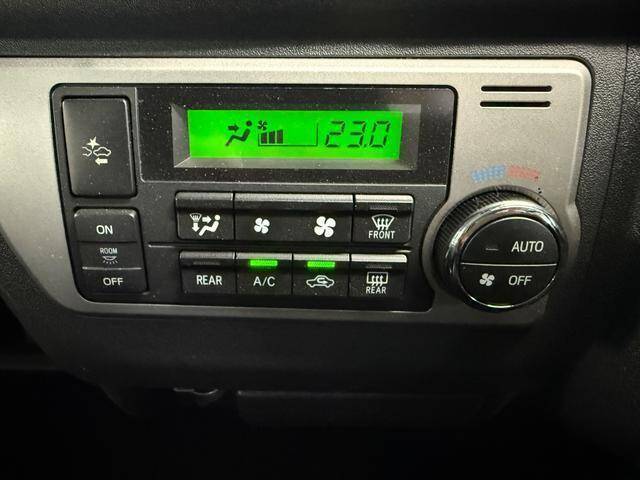 23.0
ON
ROOM
OFF
FRONT
REAR
A/C
REAR
AUTO
OFF